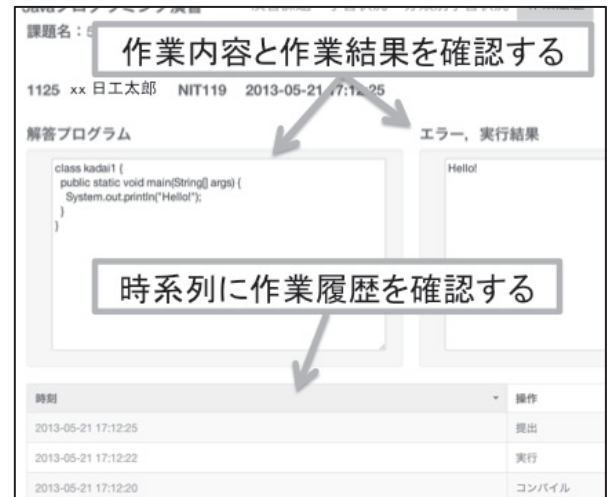 Javaプログラミング演習
課題名：
作業内容と作業結果を確認する
1125 xx 日工太郎 NIT119 2013-05-21 17:12:25
解答プログラム
エラー，実行結果
class kadai1 {
public static void main(String[] args) {
System.out.println("Hello!");
}
}
Hello!
時系列に作業履歴を確認する
時刻 操作
2013-05-21 17:12:25 提出
2013-05-21 17:12:22 実行
2013-05-21 17:12:20 コンパイル